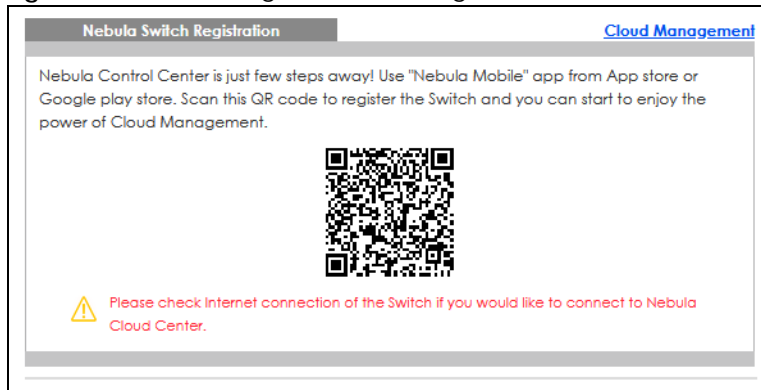 Nebula Switch Registration
Cloud Management
Nebula Control Center is just few steps away! Use "Nebula Mobile" app from App store or
Google play store. Scan this QR code to register the Switch and you can start to enjoy the
power of Cloud Management.
Please check Internet connection of the Switch if you would like to connect to Nebula
Cloud Center.